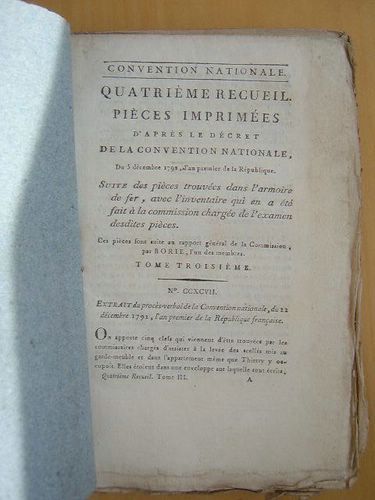 CONVENTION NATIONALE.
QUATRIÈME RECUEIL.
PIÈCES IMPRIMÉES
D'APRÈS LE DÉCRET
DE LA CONVENTION NATIONALE,
Du 5 décembre 1792, l'an premier de la République.
SUITE des pièces trouvées dans l'armoire
de fer, avec l'inventaire qui en a été
fait à la commission chargée de l'examen
desdites pièces.
Ces pièces font suite au rapport général de la Commission,
par BORIE, l'un des membres.
TOME TROISIÈME.
N°. CCXCVII.
EXTRAIT du procès-verbal de la Convention nationale, du 22
décembre 1792, l'an premier de la République française.
On apporte cinq clefs qui viennent d'être trouvées par les
commissaires chargés d'assister à la levée des scellés mis au
garde-meuble et dans l'appartement même que Thierry y oc-
cupoit. Elles étoient dans une enveloppe sur laquelle sont écrits,
Quatrième Recueil. Tome III. A